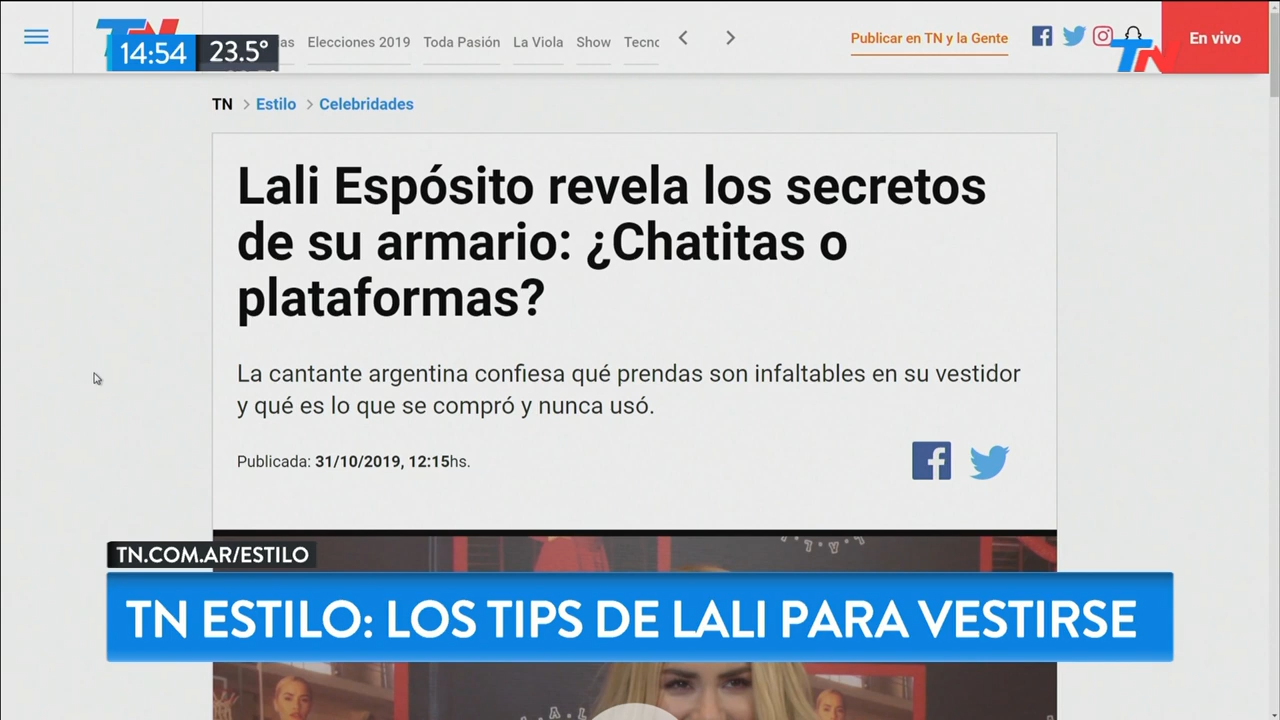 TN
14:54 23.5°
as Elecciones 2019 Toda Pasión La Viola Show Tecno
Publicar en TN y la Gente
TN
En vivo
TN > Estilo > Celebridades
Lali Espósito revela los secretos
de su armario: ¿Chatitas o
plataformas?
La cantante argentina confiesa qué prendas son infaltables en su vestidor
y qué es lo que se compró y nunca usó.
Publicada: 31/10/2019, 12:15hs.
TN.COM.AR/ESTILO
TN ESTILO: LOS TIPS DE LALI PARA VESTIRSE